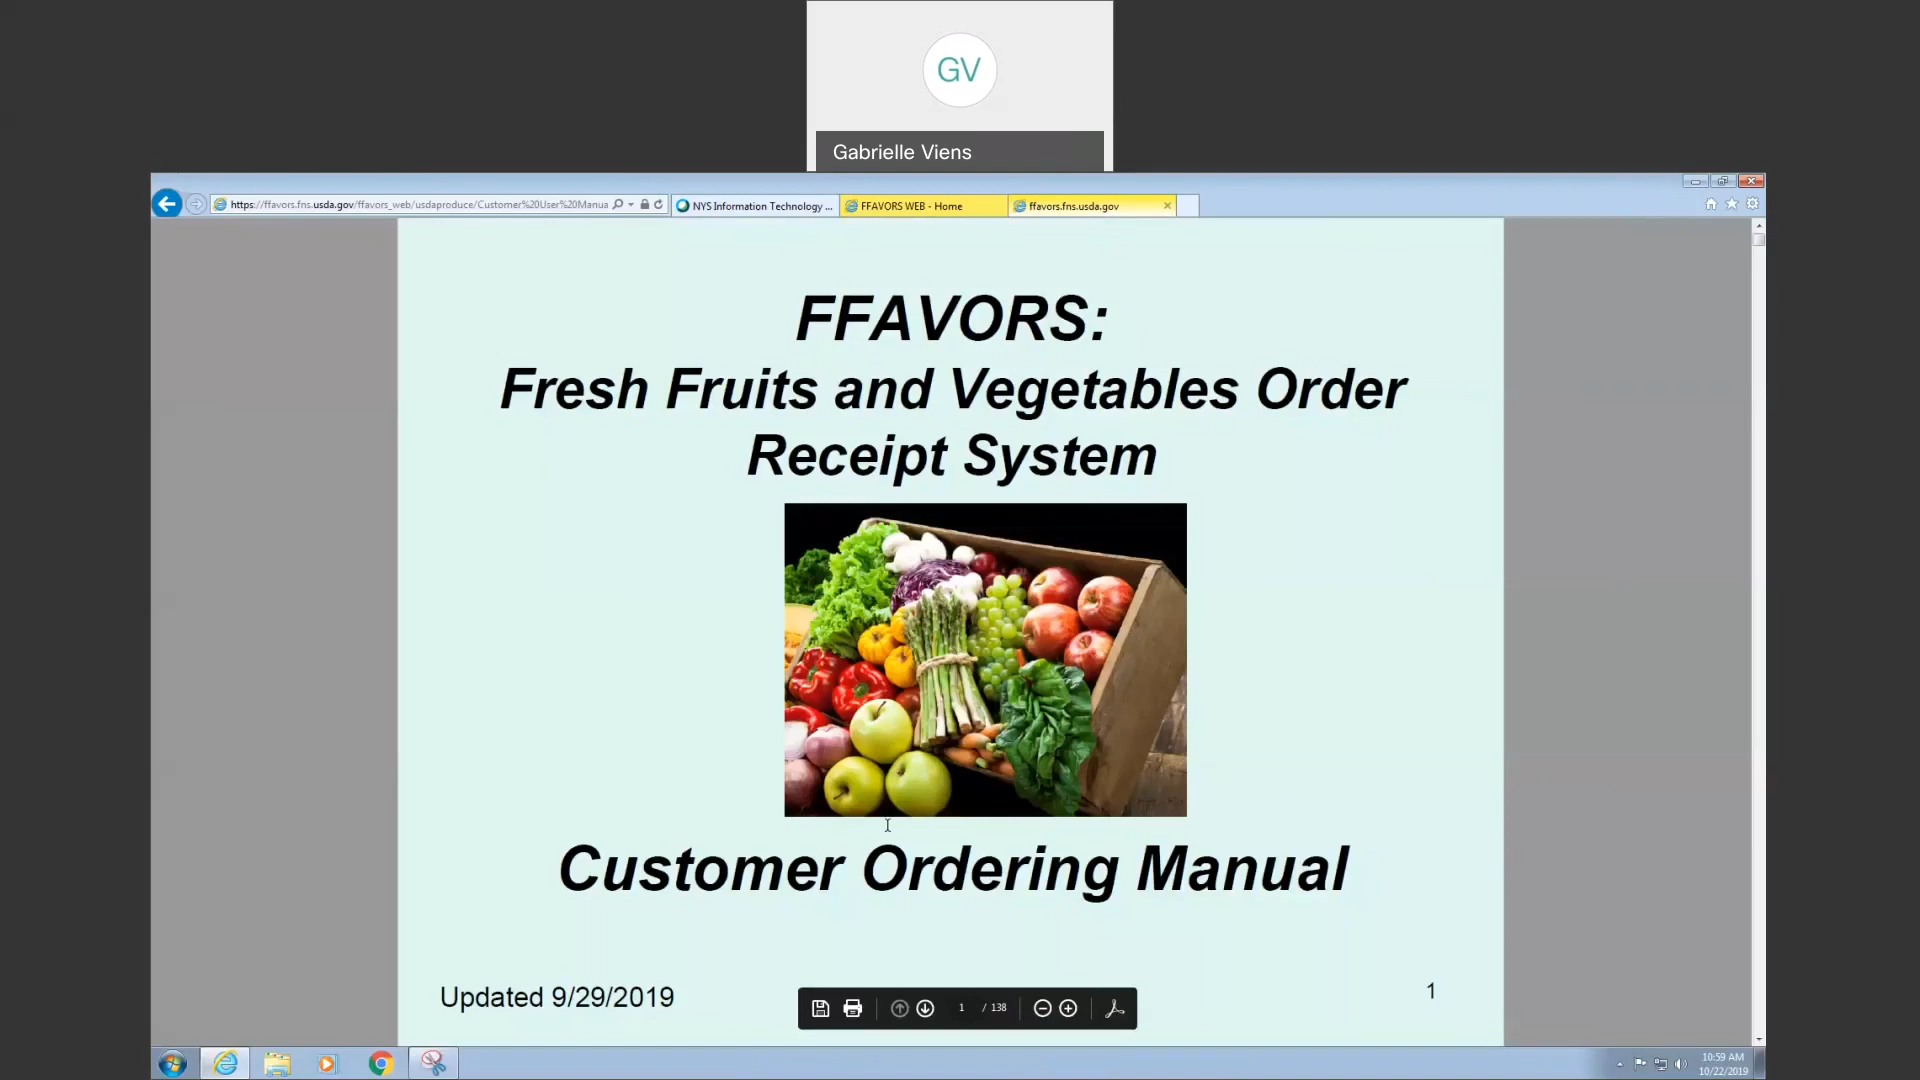 GV
Gabrielle Viens
https://ffavors.fns.usda.gov/ffavors_web/usdaproduce/Customer%20User%20Manua
NYS Information Technology ...
FFAVORS WEB - Home
ffavors.fns.usda.gov
FFAVORS:
Fresh Fruits and Vegetables Order
Receipt System
Customer Ordering Manual
Updated 9/29/2019
1
1 / 138
10:59 AM
10/22/2019